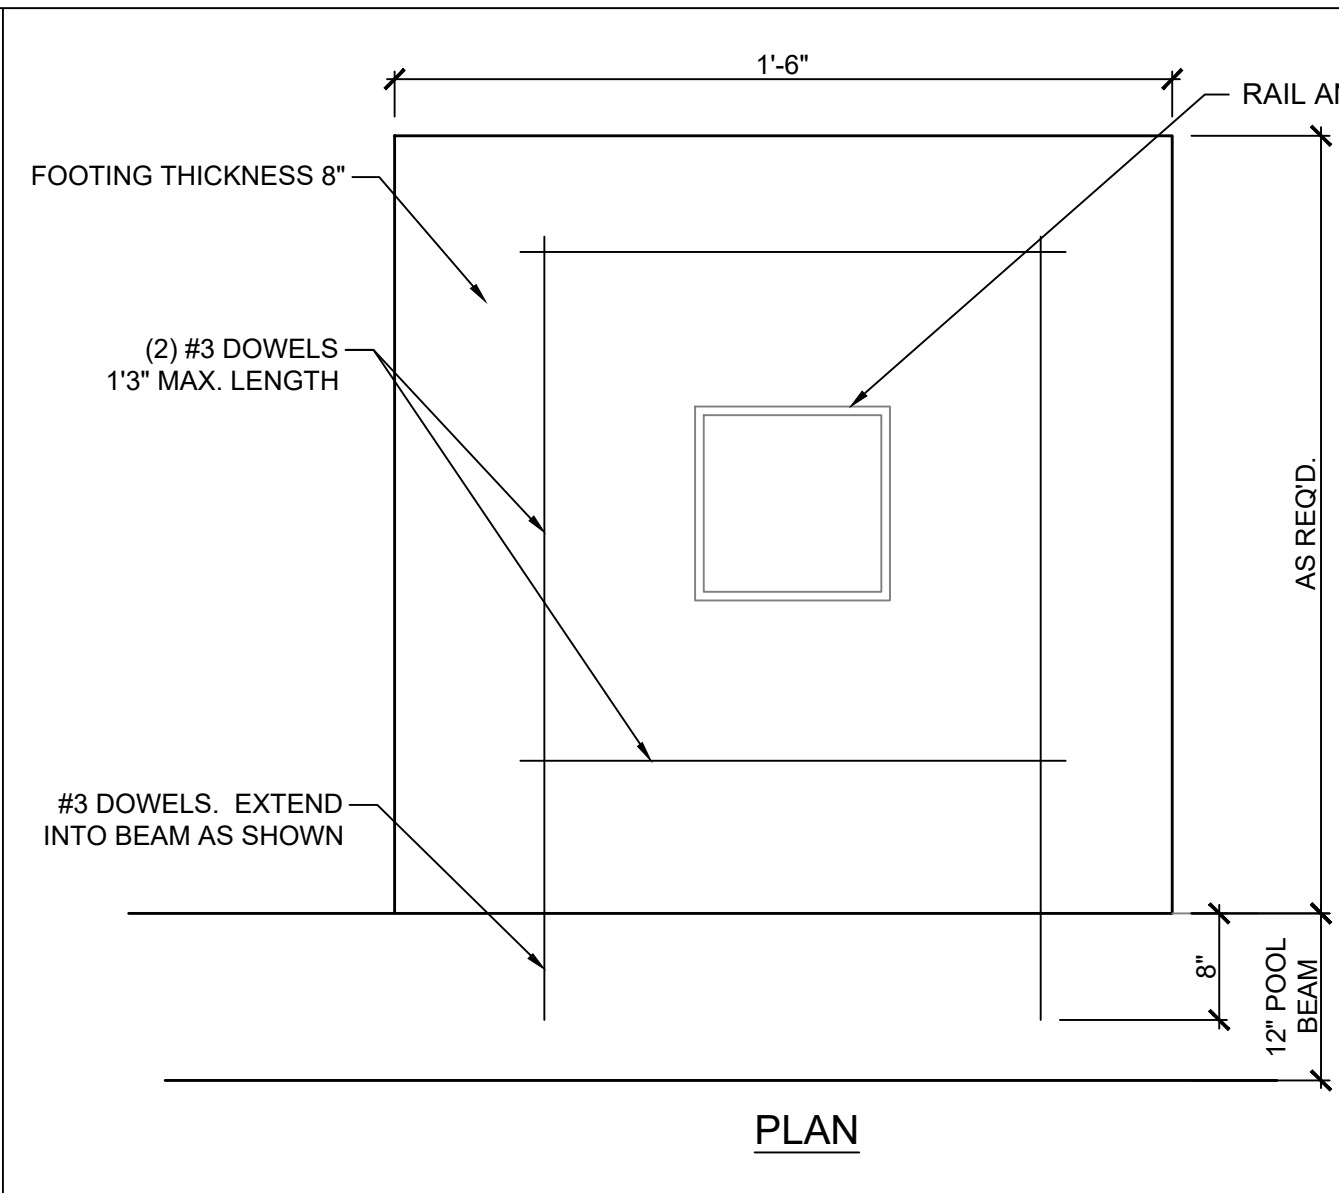 1'-6"
RAIL
FOOTING THICKNESS 8"
(2) #3 DOWELS
1'3" MAX. LENGTH
AS REQ'D.
#3 DOWELS. EXTEND
INTO BEAM AS SHOWN
8"
12" POOL
BEAM
PLAN